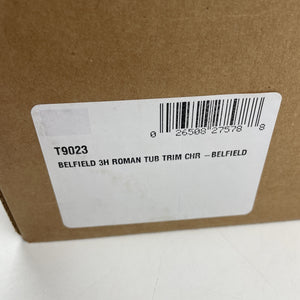 0 26508 27578 8
T9023
BELFIELD 3H ROMAN TUB TRIM CHR –BELFIELD